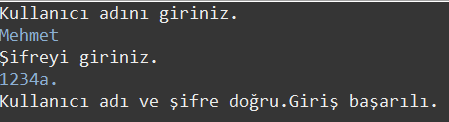 Kullanıcı adını giriniz.
Mehmet
Şifreyi giriniz.
1234a.
Kullanıcı adı ve şifre doğru.Giriş başarılı.